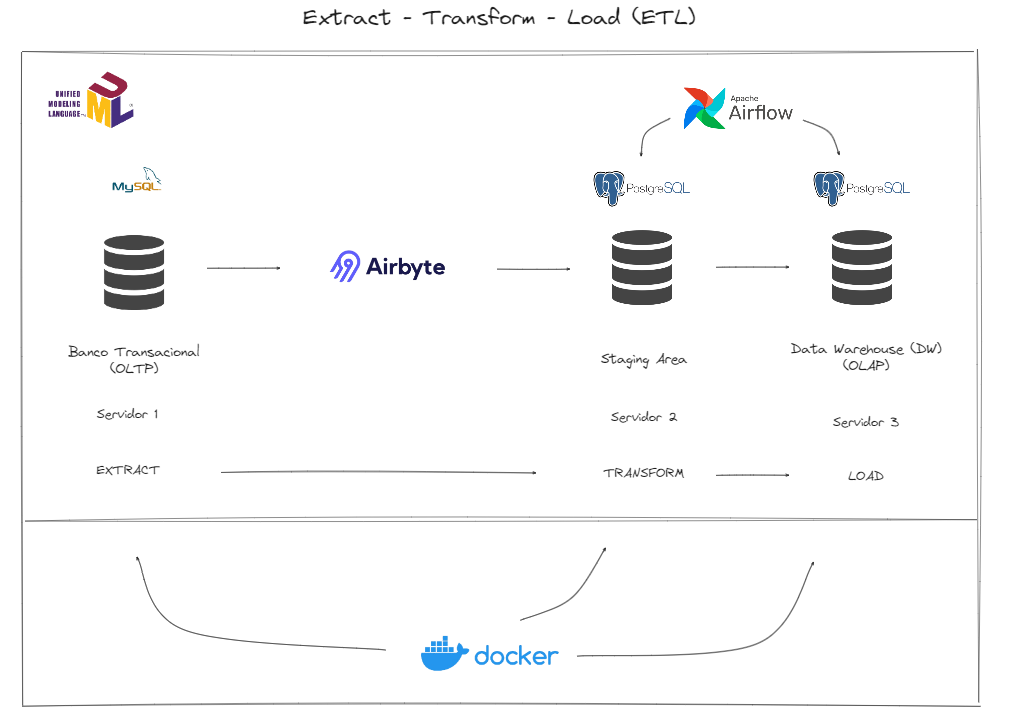 Extract - Transform - Load (ETL)
UNIFIED
MODELING
LANGUAGE
UML
Apache
Airflow
MySQL
PostgreSQL
PostgreSQL
Airbyte
Banco Transacional
(OLTP)
Staging Area
Data Warehouse (DW)
(OLAP)
Servidor 1
Servidor 2
Servidor 3
EXTRACT
TRANSFORM
LOAD
docker